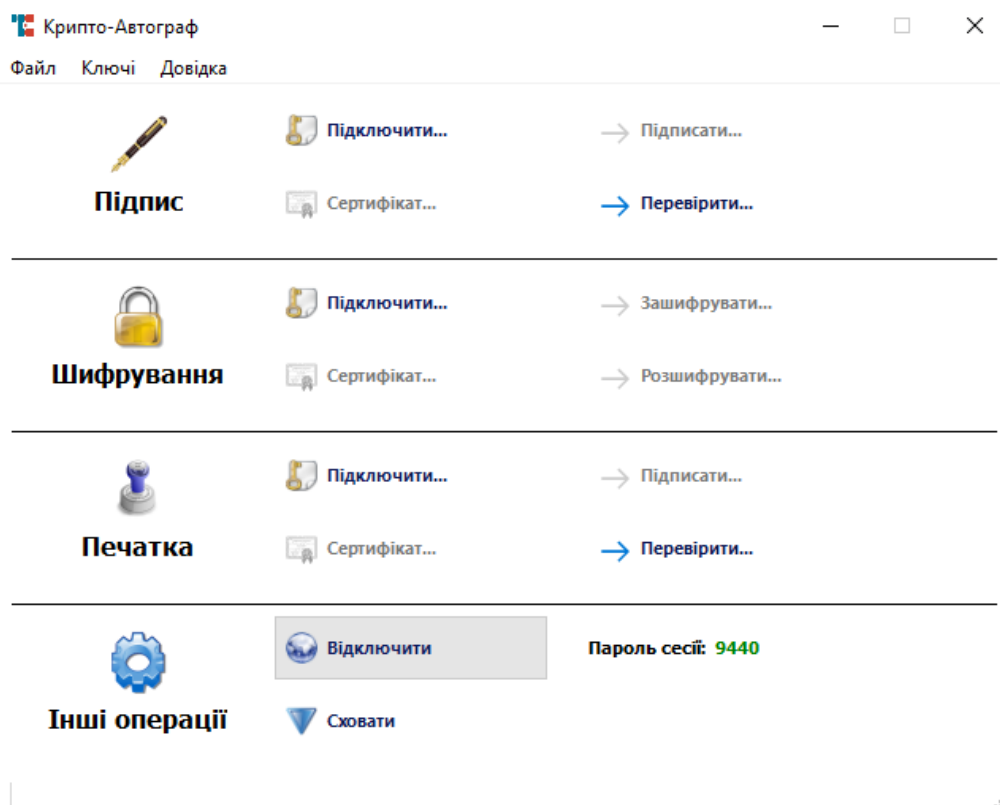 Крипто-Автограф
Файл Ключі Довідка
Підключити... Підписати...
Підпис
Сертифікат... Перевірити...
Підключити... Зашифрувати...
Шифрування
Сертифікат... Розшифрувати...
Підключити... Підписати...
Печатка
Сертифікат... Перевірити...
Відключити Пароль сесії: 9440
Інші операції
Сховати